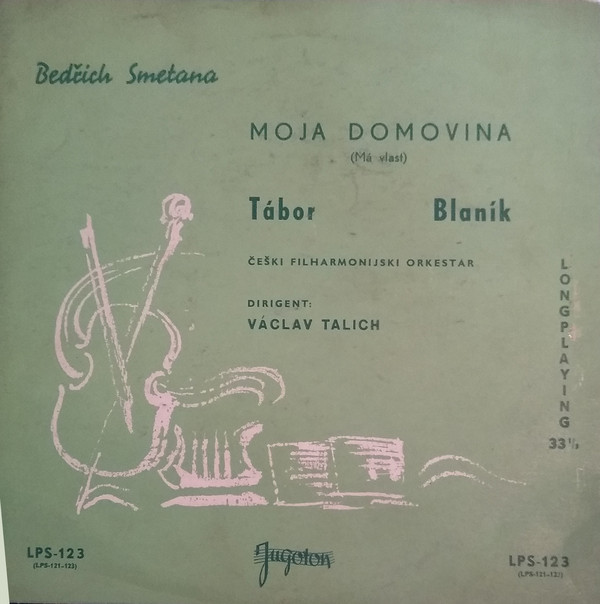 Bedřich Smetana
MOJA DOMOVINA
(Má vlast)
Tábor Blaník
ČEŠKI FILHARMONIJSKI ORKESTAR
DIRIGENT:
VÁCLAV TALICH
LONGPLAYING
33⅓
LPS-123
(LPS-121-123)
Jugoton
LPS-123
(LPS-121-123)